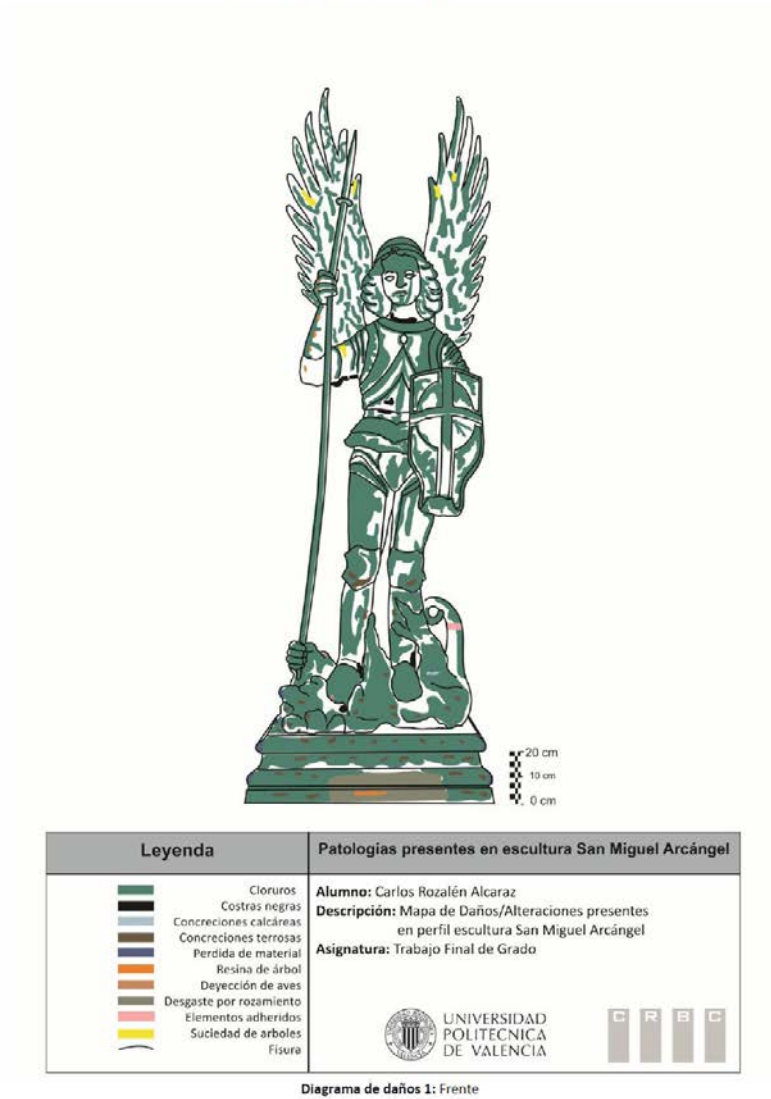 20 cm
10 cm
0 cm
Leyenda
Cloruros
Costras negras
Concreciones calcáreas
Concreciones terrosas
Perdida de material
Resina de árbol
Deyección de aves
Desgaste por rozamiento
Elementos adheridos
Suciedad de arboles
Fisura
Patologías presentes en escultura San Miguel Arcángel
Alumno: Carlos Rozalén Alcaraz
Descripción: Mapa de Daños/Alteraciones presentes
en perfil escultura San Miguel Arcángel
Asignatura: Trabajo Final de Grado
UNIVERSIDAD
POLITECNICA
DE VALENCIA
C R B C
Diagrama de daños 1: Frente